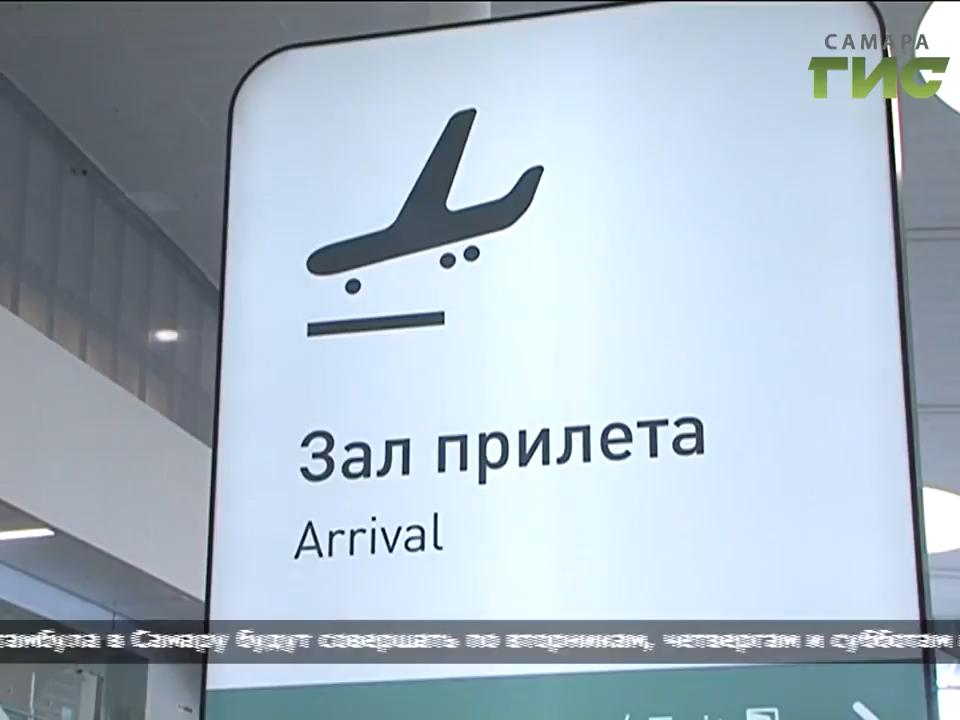 САМАРА
ГИС
Зал прилета
Arrival
в Самару будут совершать по вторникам, четвергам и субботам